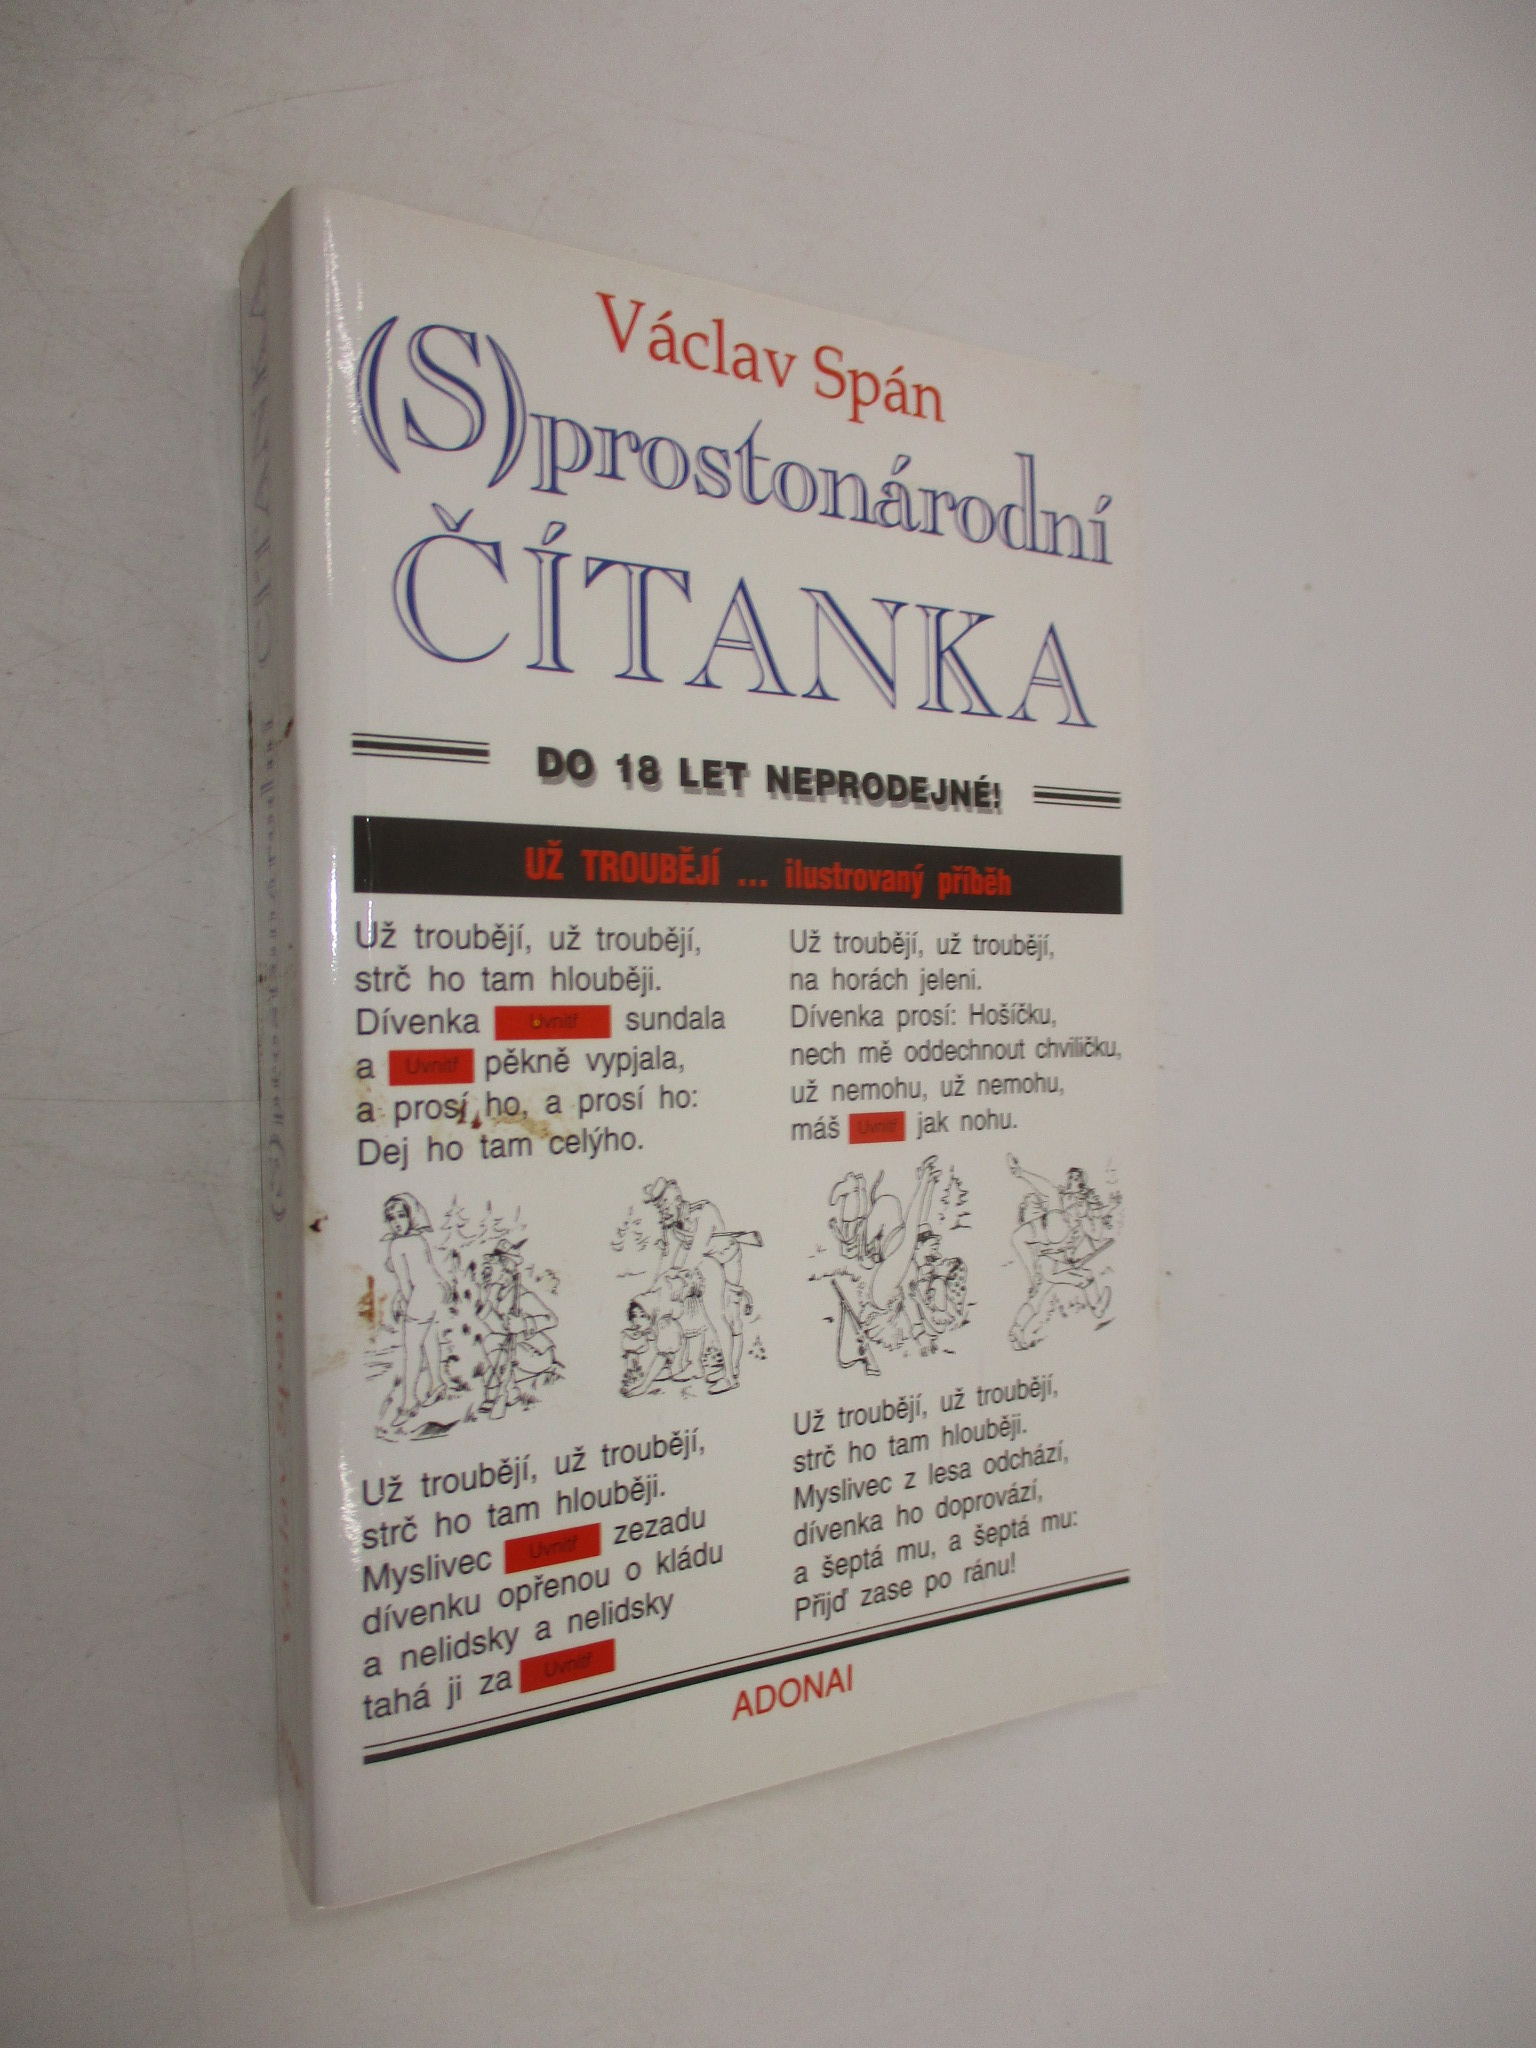 Václav Spán
(S)prostonárodní
ČÍTANKA
DO 18 LET NEPRODEJNÉ!
UŽ TROUBĚJÍ ... ilustrovaný příběh
Už troubějí, už troubějí,
strč ho tam hlouběji.
Dívenka Uvnitř sundala
a Uvnitř pěkně vypjala,
a prosí ho, a prosí ho:
Dej ho tam celýho.
Už troubějí, už troubějí,
na horách jeleni.
Dívenka prosí: Hošíčku,
nech mě oddechnout chviličku,
už nemohu, už nemohu,
máš Uvnitř jak nohu.
Už troubějí, už troubějí,
strč ho tam hlouběji.
Myslivec Uvnitř zezadu
dívenku opřenou o kládu
a nelidsky a nelidsky
tahá ji za Uvnitř
Už troubějí, už troubějí,
strč ho tam hlouběji.
Myslivec z lesa odchází,
dívenka ho doprovází,
a šeptá mu, a šeptá mu:
Přijď zase po ránu!
ADONAI